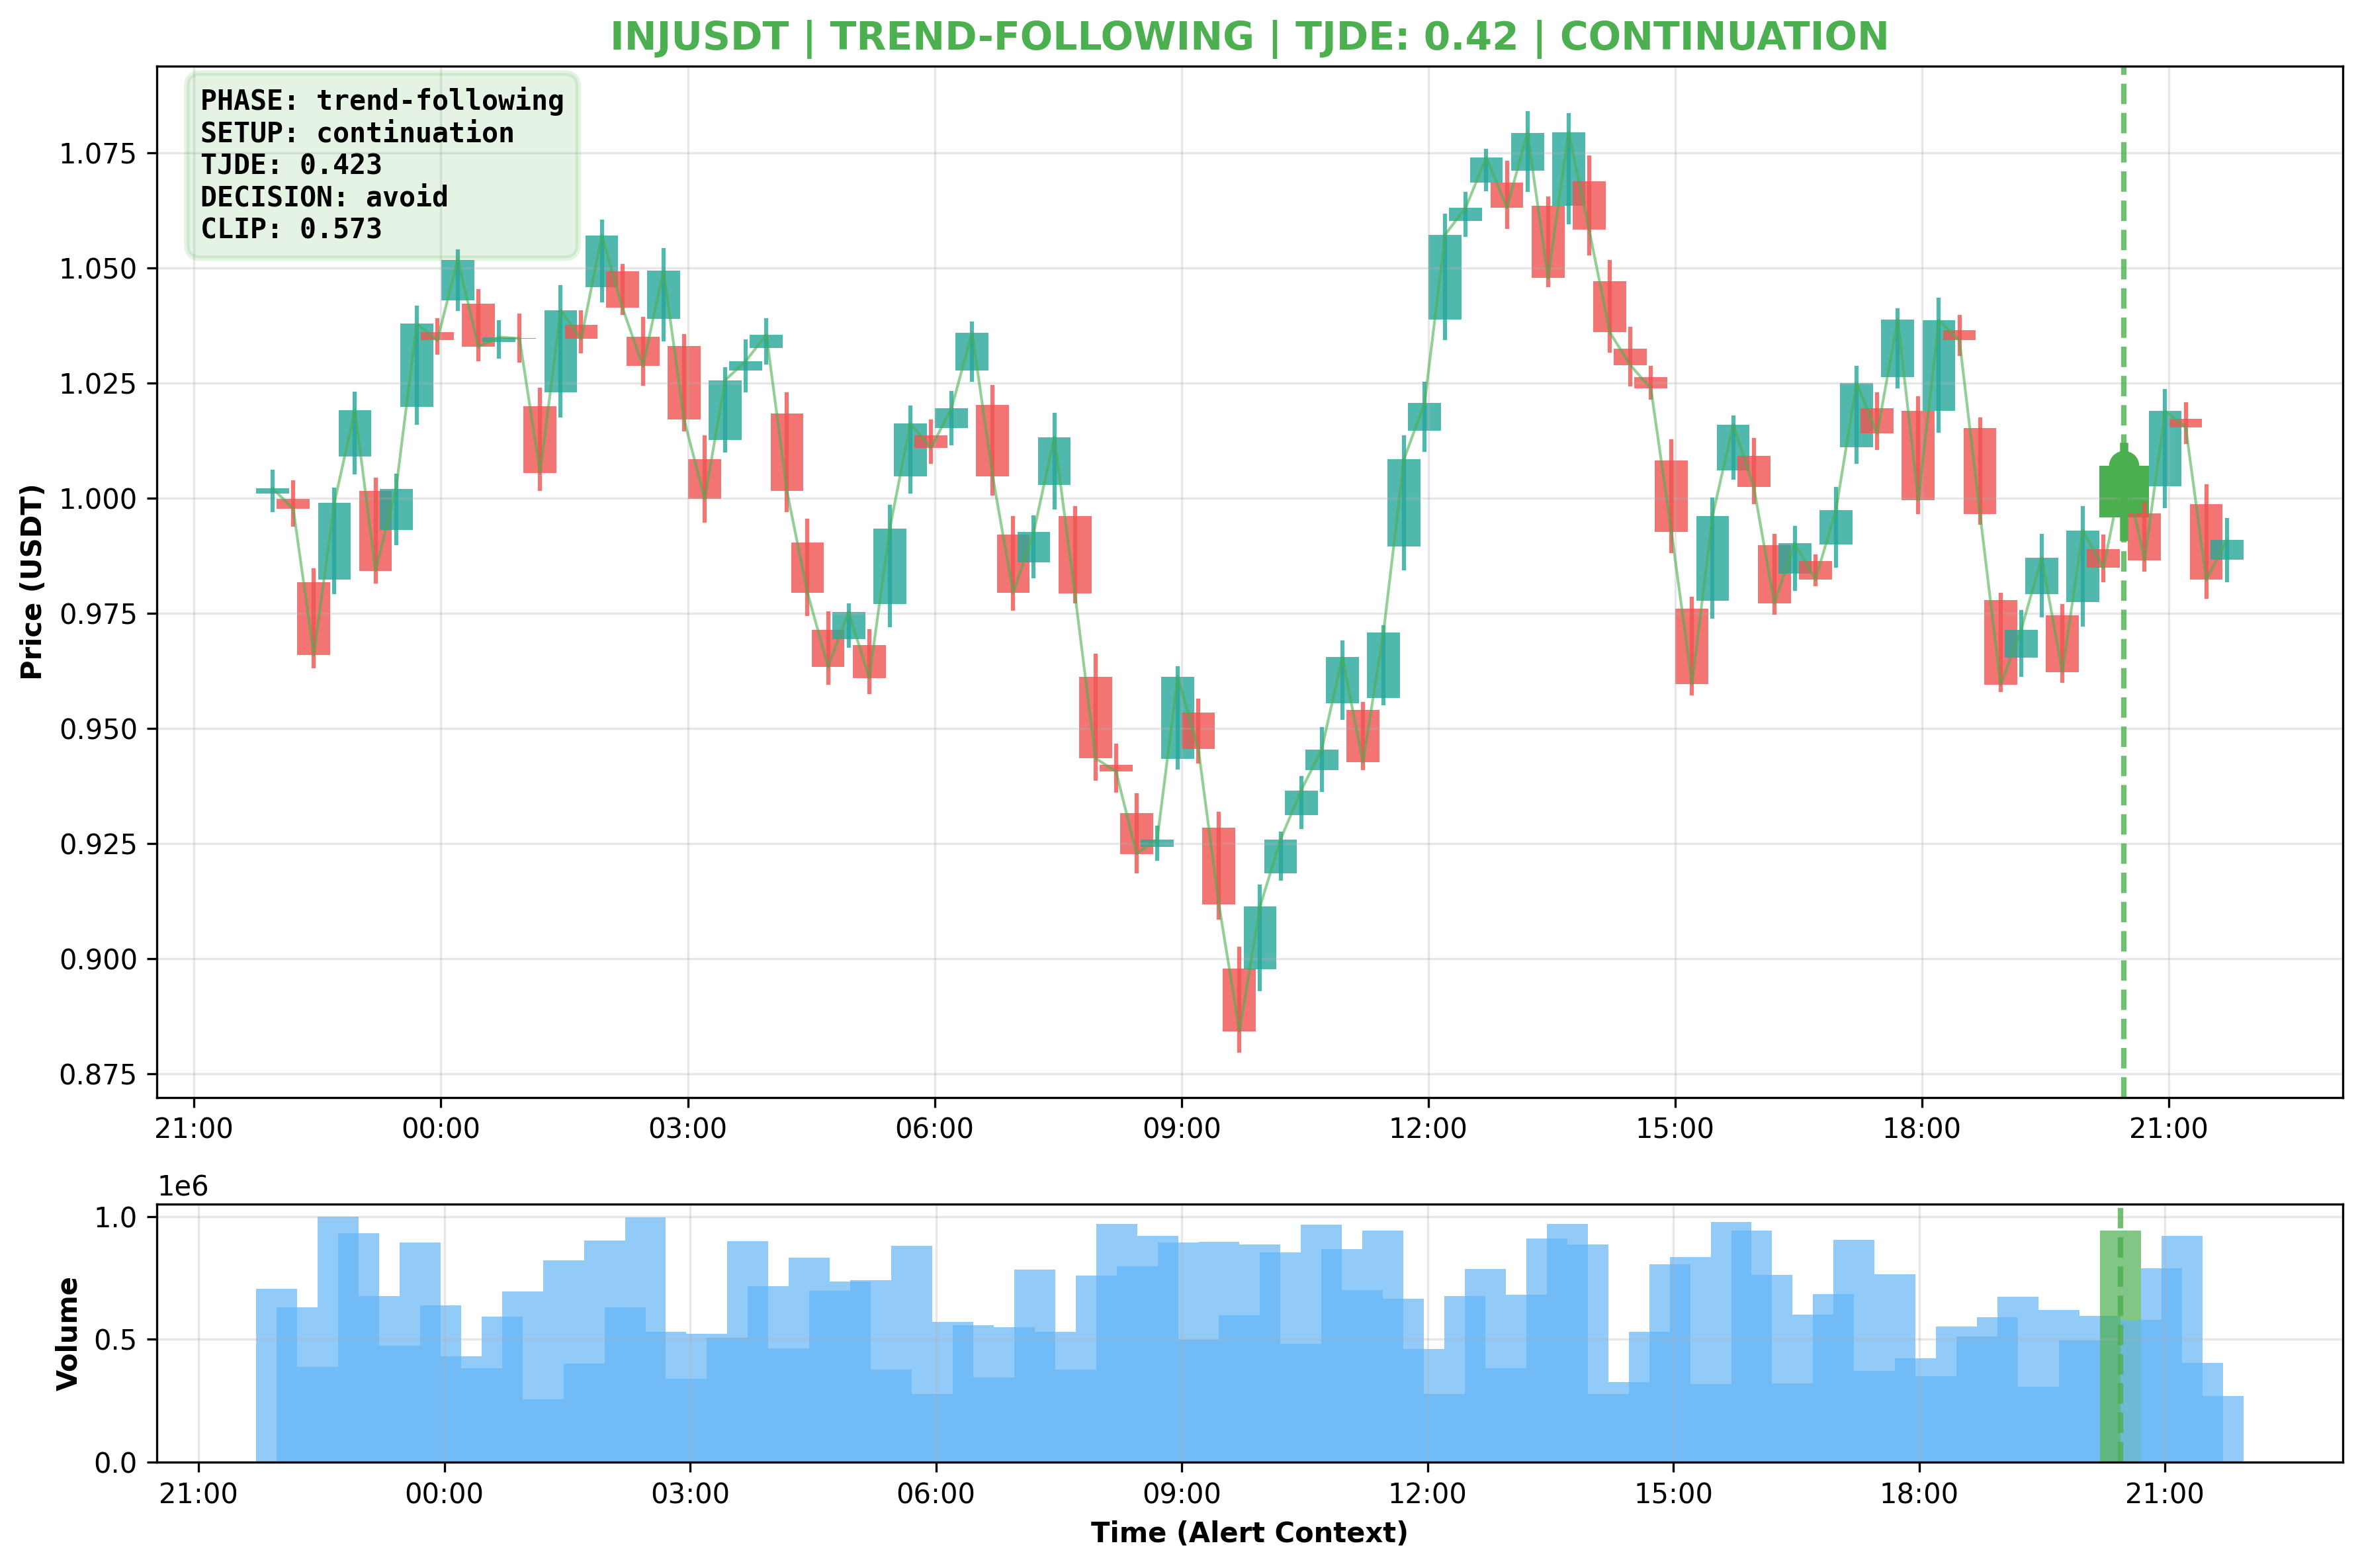 INJUSDT | TREND-FOLLOWING | TJDE: 0.42 | CONTINUATION
PHASE: trend-following
SETUP: continuation
TJDE: 0.423
DECISION: avoid
CLIP: 0.573
Price (USDT)
1.075
1.050
1.025
1.000
0.975
0.950
0.925
0.900
0.875
21:00 00:00 03:00 06:00 09:00 12:00 15:00 18:00 21:00
1e6
Volume
1.0
0.5
0.0
21:00 00:00 03:00 06:00 09:00 12:00 15:00 18:00 21:00
Time (Alert Context)